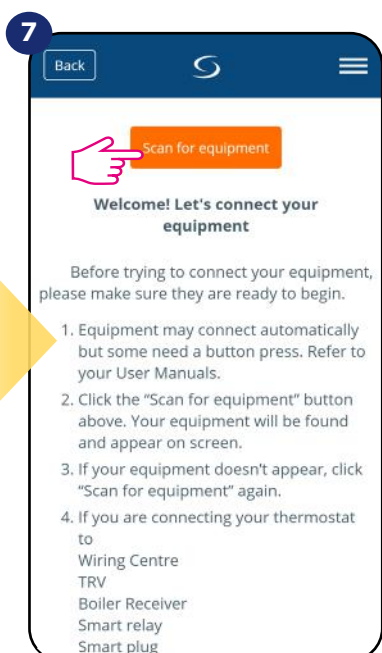 7
Back
Scan for equipment
Welcome! Let's connect your
equipment
Before trying to connect your equipment,
please make sure they are ready to begin.
1. Equipment may connect automatically
but some need a button press. Refer to
your User Manuals.
2. Click the “Scan for equipment” button
above. Your equipment will be found
and appear on screen.
3. If your equipment doesn’t appear, click
“Scan for equipment” again.
4. If you are connecting your thermostat
to
Wiring Centre
TRV
Boiler Receiver
Smart relay
Smart plug